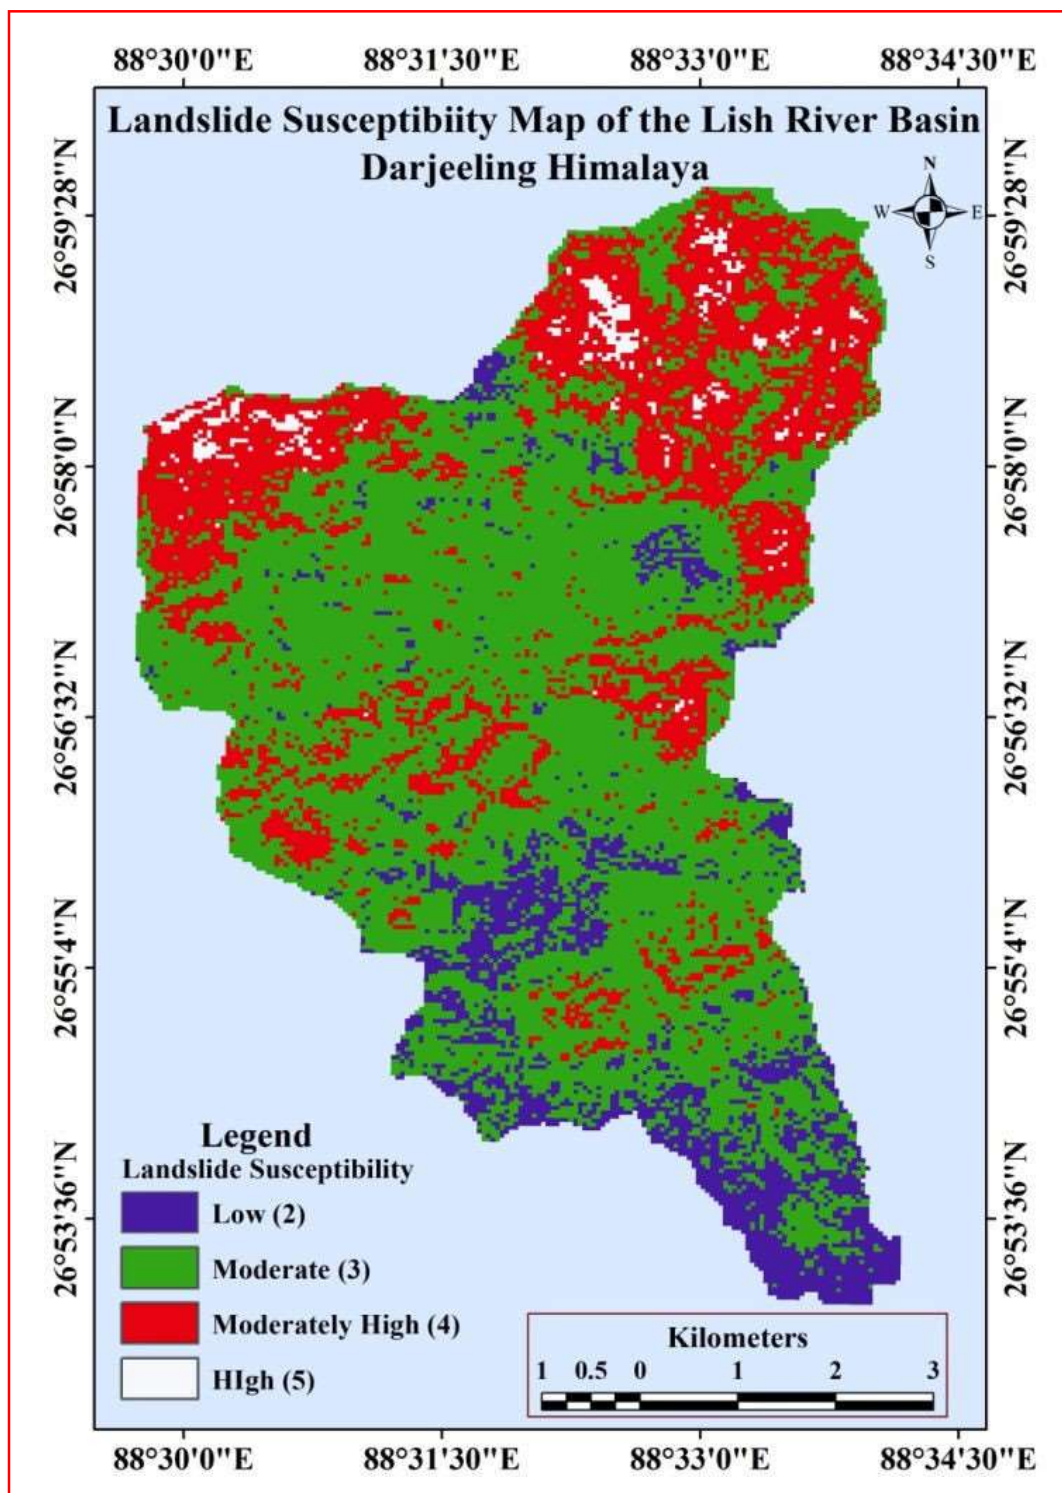 88°30'0"E 88°31'30"E 88°33'0"E 88°34'30"E
Landslide Susceptibiity Map of the Lish River Basin
Darjeeling Himalaya
N
W E
S
26°59'28"N 26°59'28"N
26°58'0"N 26°58'0"N
26°56'32"N 26°56'32"N
26°55'4"N 26°55'4"N
26°53'36"N 26°53'36"N
Legend
Landslide Susceptibility
Low (2)
Moderate (3)
Moderately High (4)
HIgh (5)
Kilometers
1 0.5 0 1 2 3
88°30'0"E 88°31'30"E 88°33'0"E 88°34'30"E